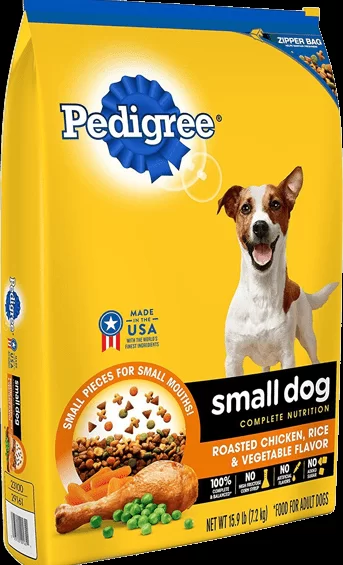 ZIPPER BAG
Pedigree®
MADE
IN THE
USA
WITH THE WORLD'S
FINEST INGREDIENTS
SMALL PIECES FOR SMALL MOUTHS!
small dog
COMPLETE NUTRITION
ROASTED CHICKEN, RICE
& VEGETABLE FLAVOR
100%
COMPLETE
& BALANCED*
NO
HIGH FRUCTOSE
CORN SYRUP
NO
ARTIFICIAL
FLAVORS
NO
ADDED
SUGAR
NET WT 15.9 lb (7.2 kg)
*FOOD FOR ADULT DOGS
Pedigree
small dog